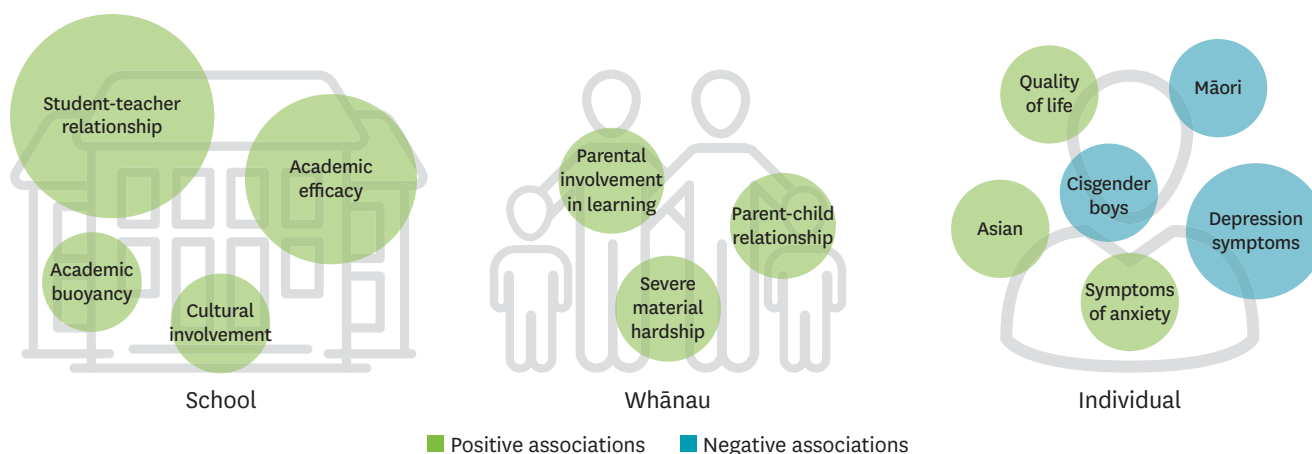 Student-teacher
relationship
Academic
efficacy
Academic
buoyancy
Cultural
involvement
School
Parental
involvement
in learning
Parent-child
relationship
Severe
material
hardship
Whānau
Quality
of life
Māori
Cisgender
boys
Asian
Depression
symptoms
Symptoms
of anxiety
Individual
Positive associations
Negative associations